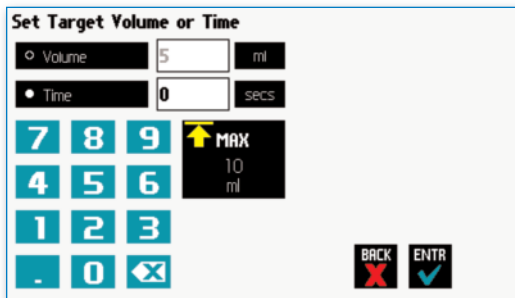 Set Target Volume or Time
Volume 5 ml
Time 0 secs
7 8 9 MAX
10
ml
4 5 6
1 2 3
. 0
BACK ENTR